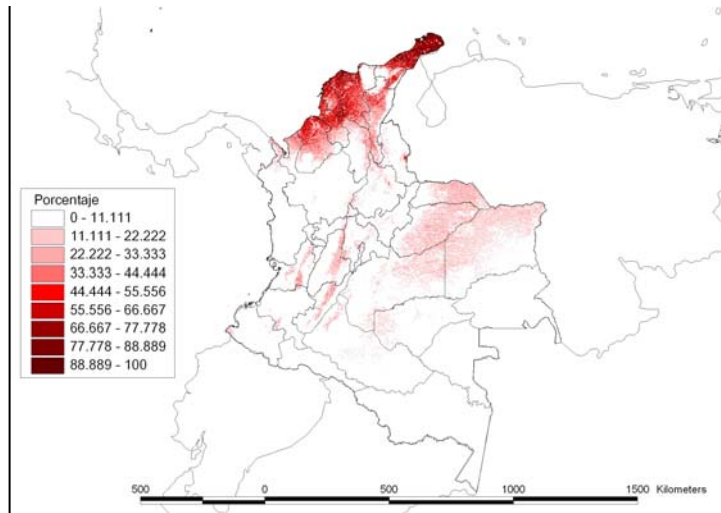 Porcentaje
0 - 11.111
11.111 - 22.222
22.222 - 33.333
33.333 - 44.444
44.444 - 55.556
55.556 - 66.667
66.667 - 77.778
77.778 - 88.889
88.889 - 100
500 0 500 1000 1500 Kilometers